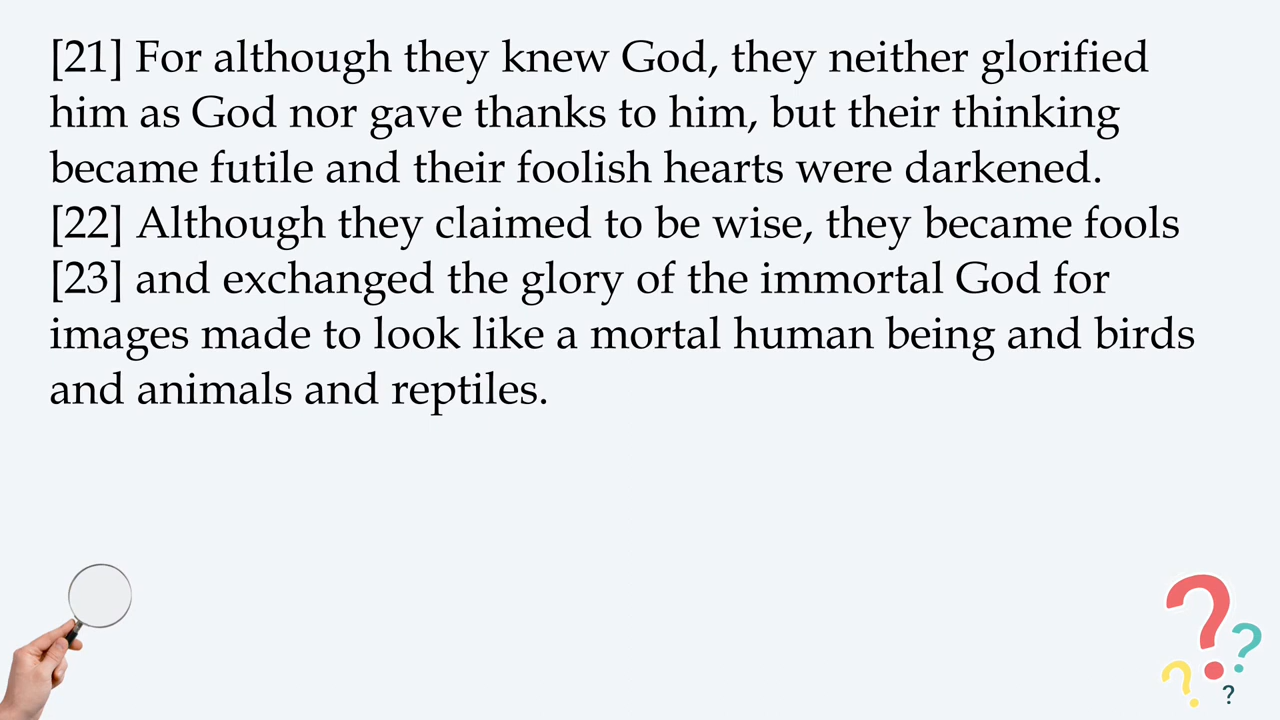 [21] For although they knew God, they neither glorified
him as God nor gave thanks to him, but their thinking
became futile and their foolish hearts were darkened.
[22] Although they claimed to be wise, they became fools
[23] and exchanged the glory of the immortal God for
images made to look like a mortal human being and birds
and animals and reptiles.